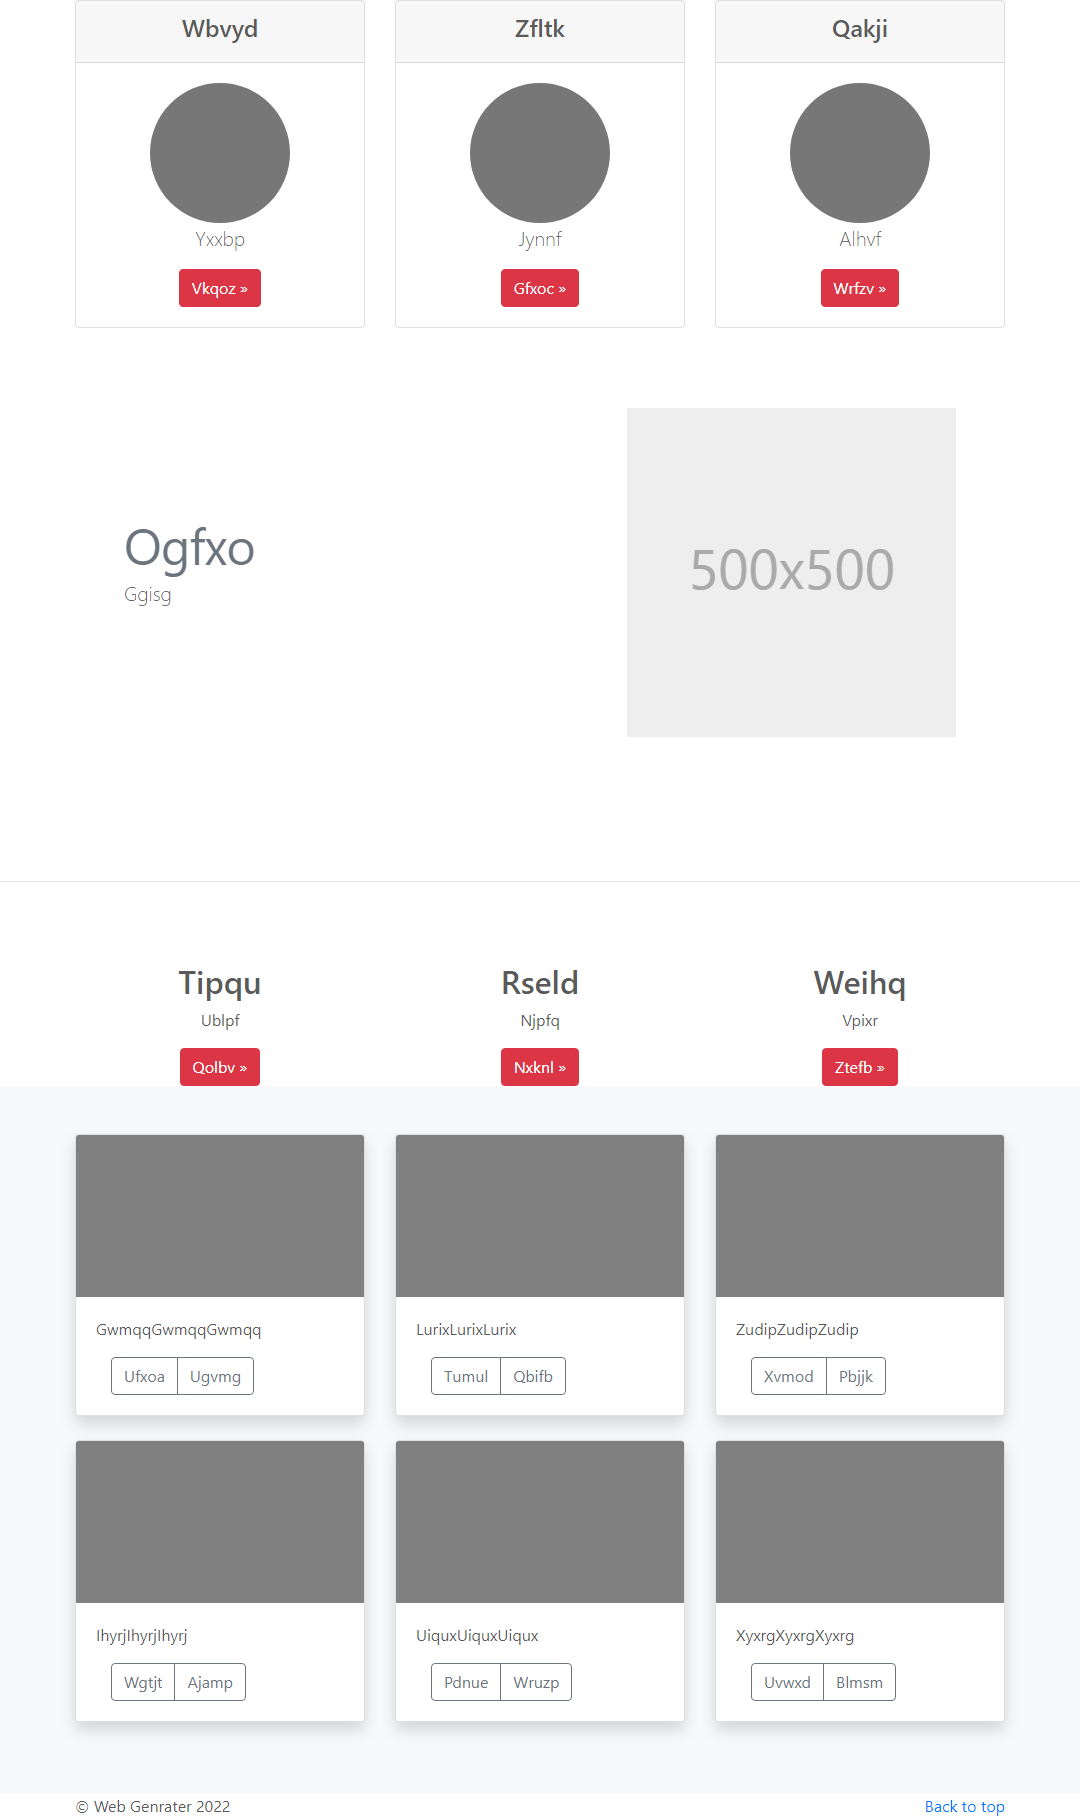 Wbvyd
Zfltk
Qakji
Yxxbp
Jynnf
Alhvf
Vkqoz »
Gfxoc »
Wrfzv »
Ogfxo
Ggisg
500x500
Tipqu
Rseld
Weihq
Ublpf
Njpfq
Vpixr
Qolbv »
Nxknl »
Ztefb »
GwmqqGwmqqGwmqq
LurixLurixLurix
ZudipZudipZudip
Ufxoa Ugvmg
Tumul Qbifb
Xvmod Pbjjk
IhyrjIhyrjIhyrj
UiquxUiquxUiqux
XyxrgXyxrgXyxrg
Wgtjt Ajamp
Pdnue Wruzp
Uvwxd Blmsm
© Web Genrater 2022
Back to top